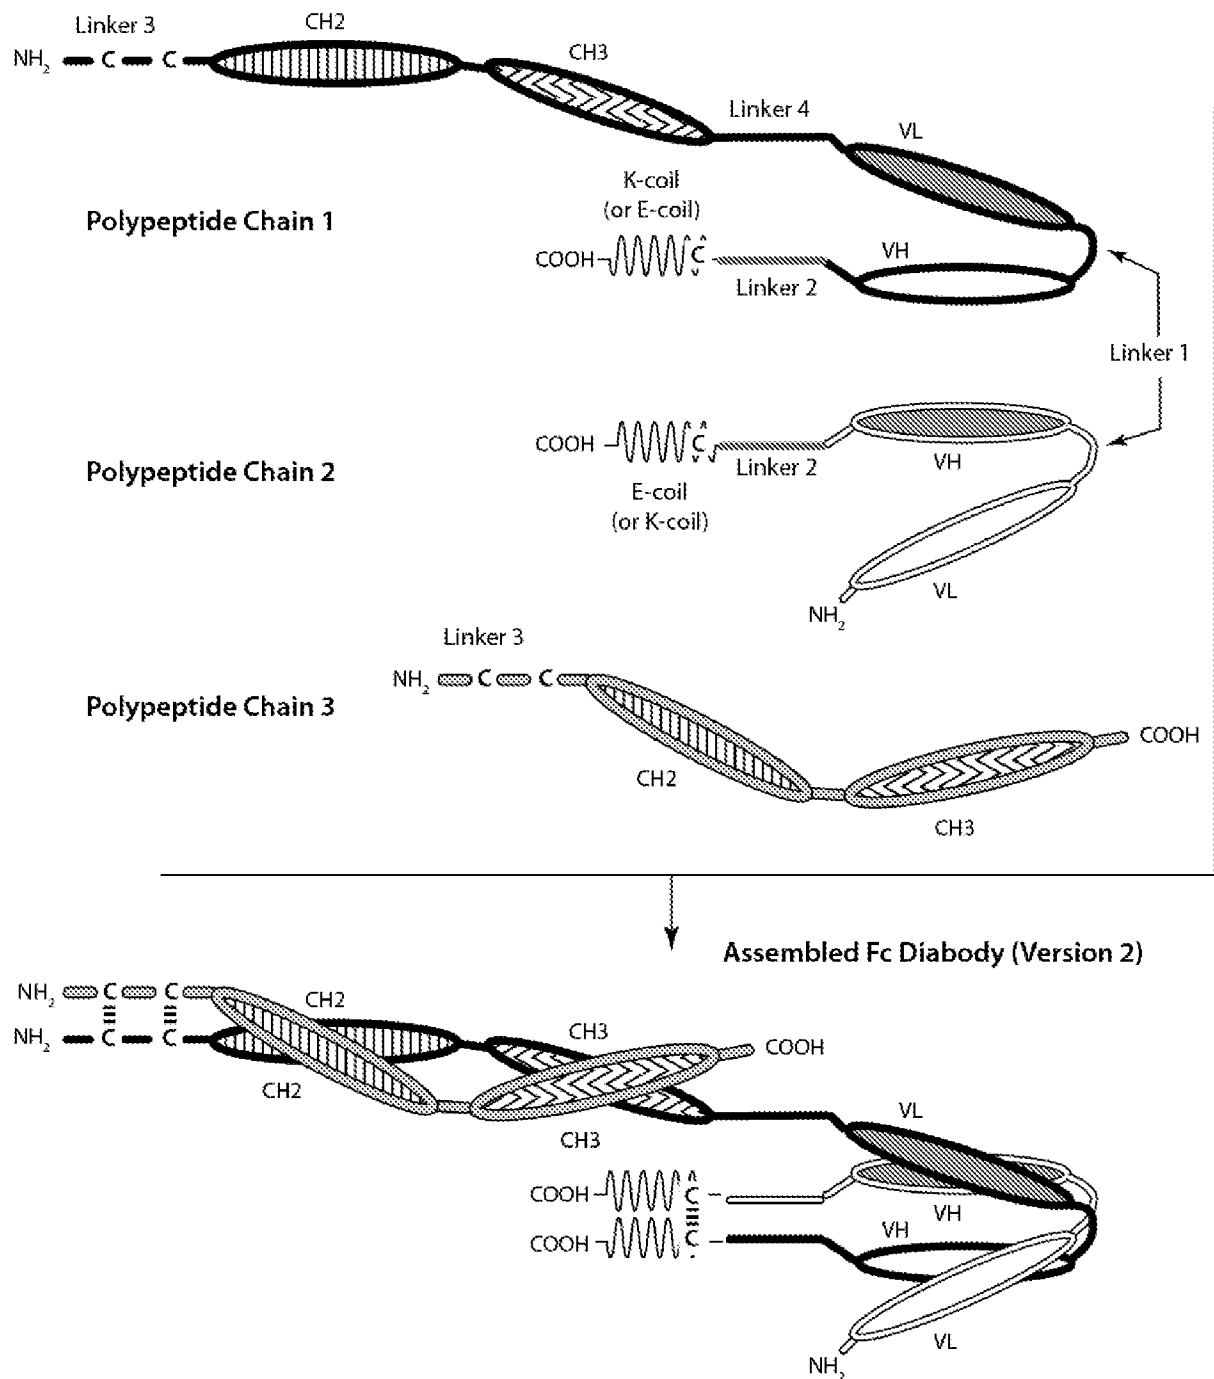 Linker 3
CH2
NH2 C C
CH3
Linker 4
VL
K-coil
(or E-coil)
Polypeptide Chain 1
COOH C
VH
Linker 2
Linker 1
COOH C
Linker 2
VH
Polypeptide Chain 2
E-coil
(or K-coil)
VL
NH2
Linker 3
NH2 C C
Polypeptide Chain 3
COOH
CH2
CH3
Assembled Fc Diabody (Version 2)
NH2 C C
CH2
CH3
NH2 C C
COOH
CH2
VL
CH3
COOH C
VH
VH
COOH C
VL
NH2